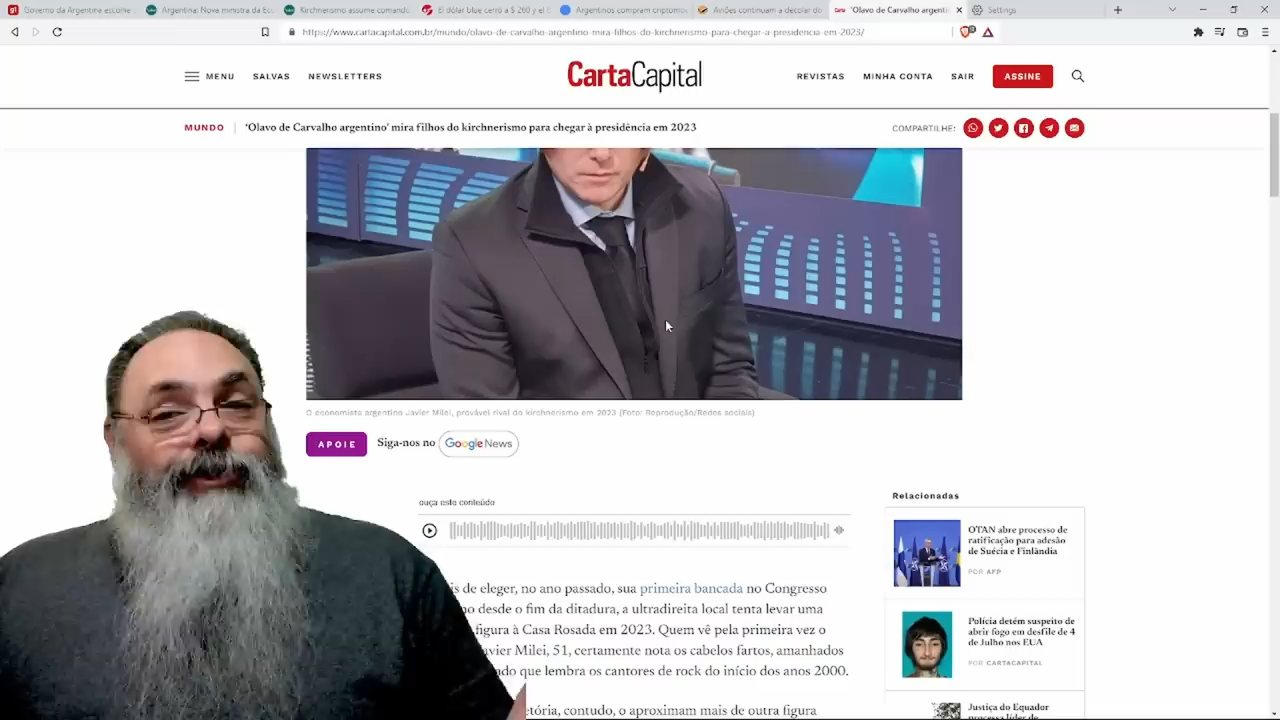 Governo da Argentina escolhe
Argentina: Nova ministra da Eco
Kirchnerismo assume comando
El dólar blue cerró a $ 260 y el
Argentinos compram criptomo
Aviões continuam a decolar do
'Olavo de Carvalho argenti
Settings
https://www.cartacapital.com.br/mundo/olavo-de-carvalho-argentino-mira-filhos-do-kirchnerismo-para-chegar-a-presidencia-em-2023/
MENU SALVAS NEWSLETTERS CartaCapital REVISTAS MINHA CONTA SAIR ASSINE
MUNDO | 'Olavo de Carvalho argentino' mira filhos do kirchnerismo para chegar à presidência em 2023 COMPARTILHE:
O economista argentino Javier Milei, provável rival do kirchnerismo em 2023 (Foto: Reprodução/Redes sociais)
APOIE Siga-nos no Google News
ouça este conteúdo
is de eleger, no ano passado, sua primeira bancada no Congresso
no desde o fim da ditadura, a ultradireita local tenta levar uma
figura à Casa Rosada em 2023. Quem vê pela primeira vez o
avier Milei, 51, certamente nota os cabelos fartos, amanhados
ndo que lembra os cantores de rock do início dos anos 2000.
etória, contudo, o aproximam mais de outra figura
Relacionadas
OTAN abre processo de
ratificação para adesão
de Suécia e Finlândia
POR AFP
Polícia detém suspeito de
abrir fogo em desfile de 4
de Julho nos EUA
POR CARTACAPITAL
Justiça do Equador
processa líder de